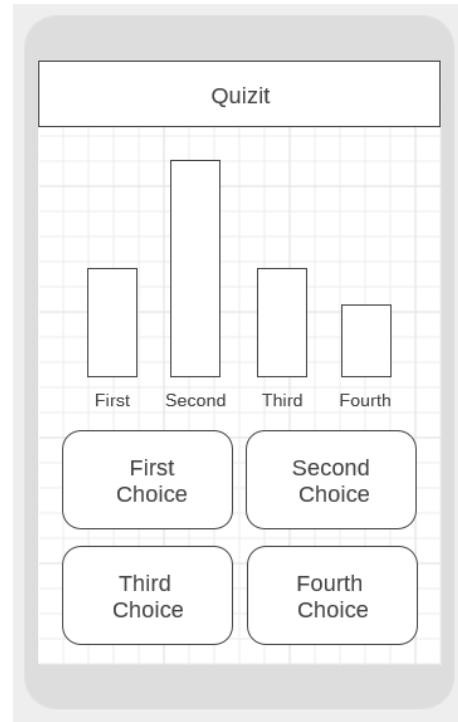 Quizit
First Second Third Fourth
First
Choice
Second
Choice
Third
Choice
Fourth
Choice